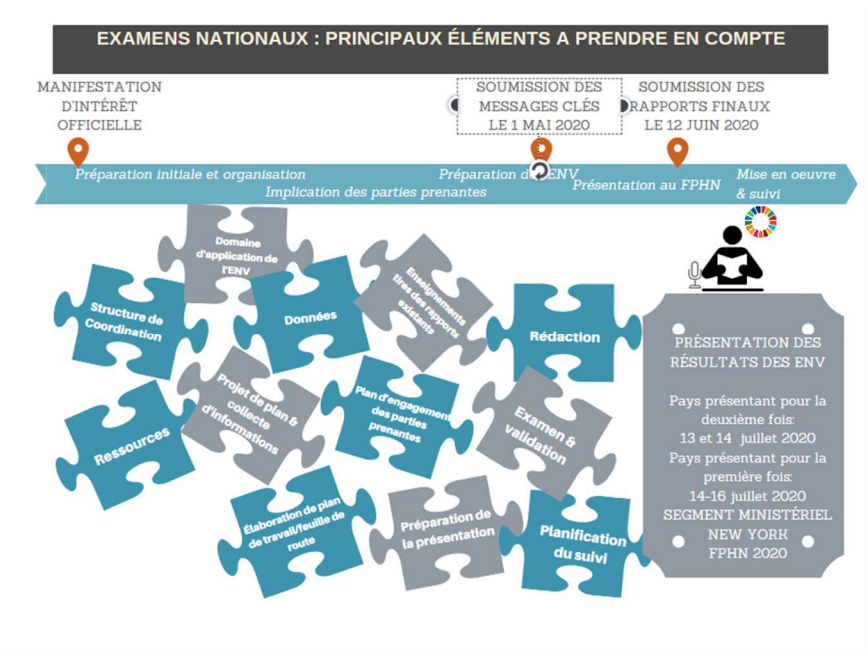 EXAMENS NATIONAUX : PRINCIPAUX ÉLÉMENTS A PRENDRE EN COMPTE
MANIFESTATION
D'INTÉRÊT
OFFICIELLE
SOUMISSION DES
MESSAGES CLÉS
LE 1 MAI 2020
SOUMISSION DES
RAPPORTS FINAUX
LE 12 JUIN 2020
Préparation initiale et organisation
Implication des parties prenantes
Préparation de ENV
Présentation au FPHN
Mise en oeuvre
& suivi
Domaine
d'application de
l'ENV
Structure de
Coordination
Données
Enseignements
tires des rapports
existants
Rédaction
Ressources
Projet de plan &
collecte
d'informations
Plan d'engagement
des parties
prenantes
Examen &
validation
Élaboration de plan
de travail/feuille de
route
Préparation de
la présentation
Planification
du suivi
PRÉSENTATION DES
RÉSULTATS DES ENV
Pays présentant pour la
deuxième fois:
13 et 14 juillet 2020
Pays présentant pour la
première fois:
14-16 juillet 2020
SEGMENT MINISTÉRIEL
NEW YORK
FPHN 2020